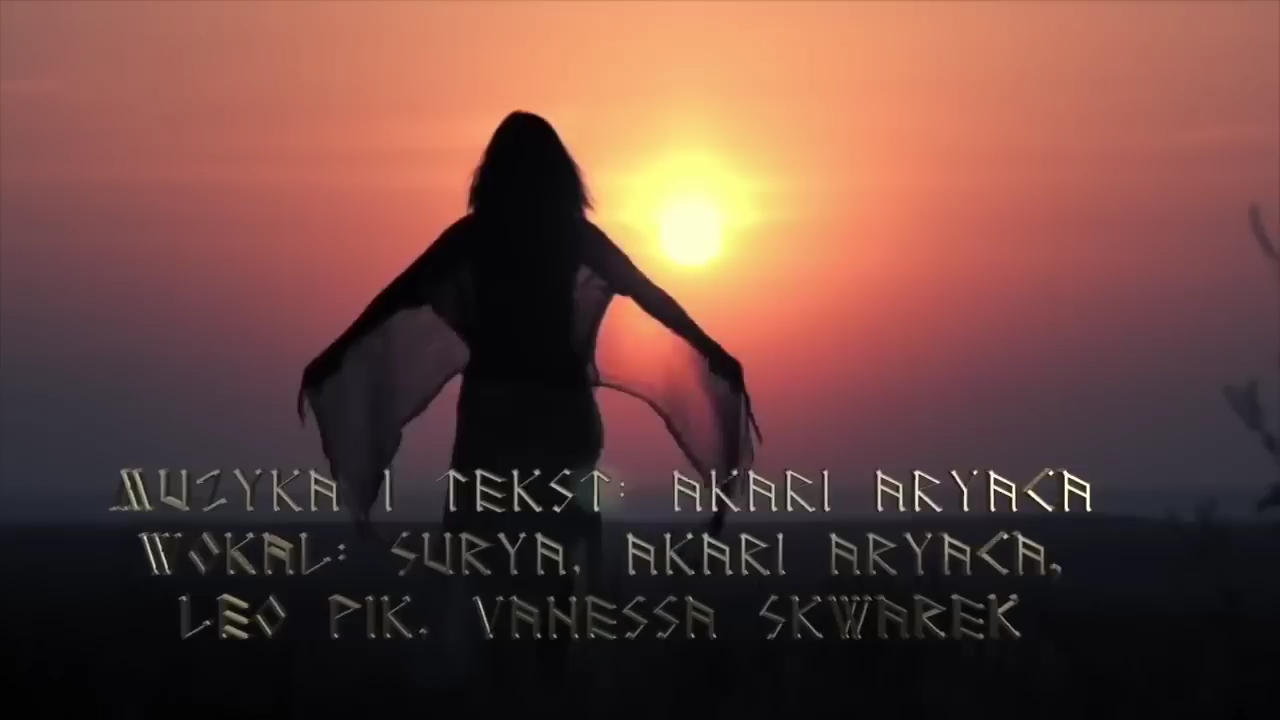 MUZYKA I TEKST: AKARI ARYACA
WOKAL: SURYA, AKARI ARYACA,
LEO PIK, VANESSA SKWAREK